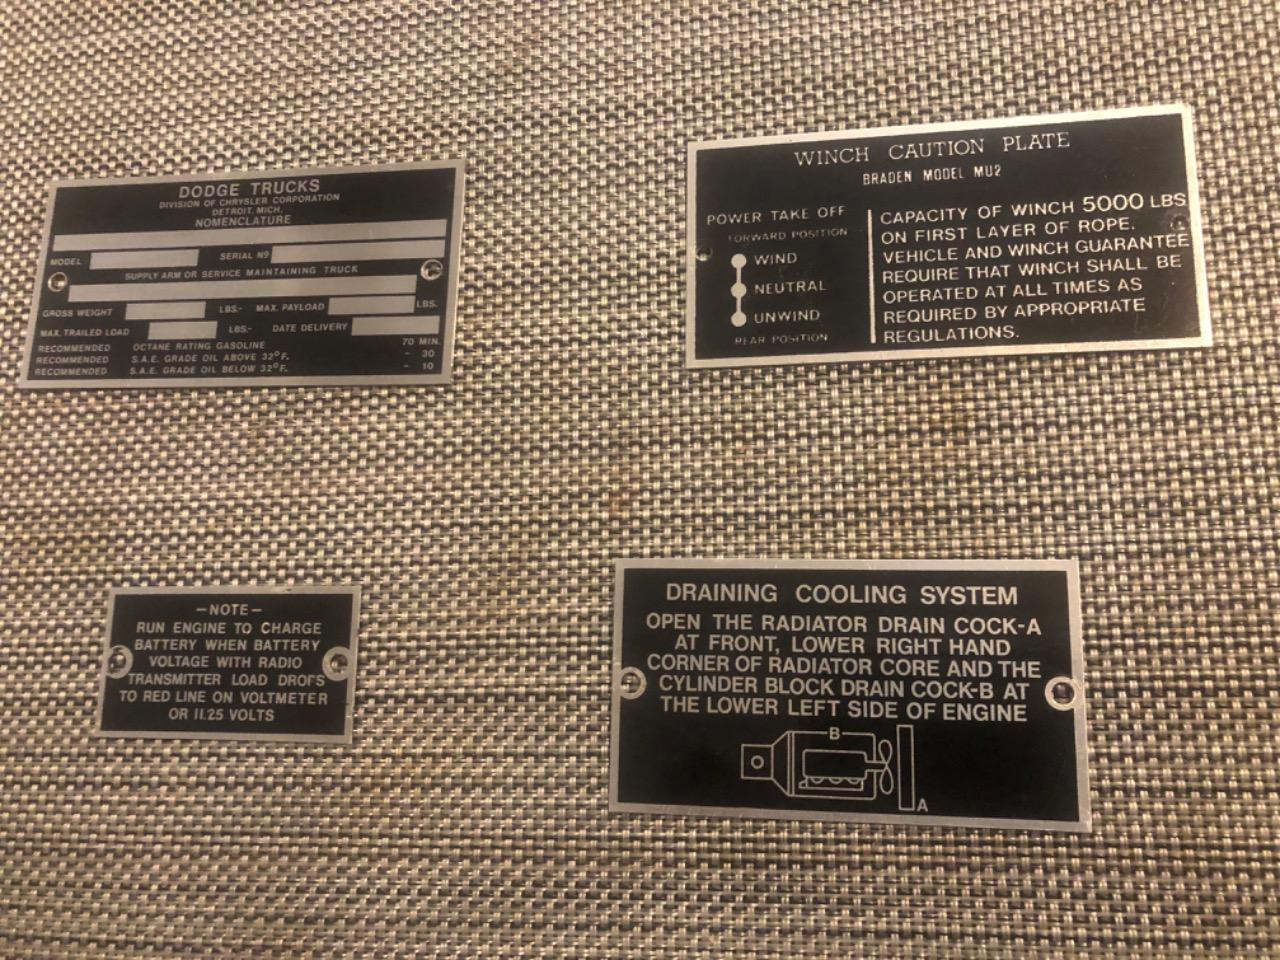 DODGE TRUCKS
DIVISION OF CHRYSLER CORPORATION
DETROIT. MICH.
NOMENCLATURE
MODEL SERIAL Nº
SUPPLY ARM OR SERVICE MAINTAINING TRUCK
GROSS WEIGHT LBS.- MAX. PAYLOAD LBS.
MAX. TRAILED LOAD LBS.- DATE DELIVERY
RECOMMENDED OCTANE RATING GASOLINE 70 MIN.
RECOMMENDED S.A.E. GRADE OIL ABOVE 32°F. - 30
RECOMMENDED S.A.E. GRADE OIL BELOW 32°F. - 10
WINCH CAUTION PLATE
BRADEN MODEL MU2
POWER TAKE OFF
FORWARD POSITION
WIND
NEUTRAL
UNWIND
REAR POSITION
CAPACITY OF WINCH 5000 LBS
ON FIRST LAYER OF ROPE.
VEHICLE AND WINCH GUARANTEE
REQUIRE THAT WINCH SHALL BE
OPERATED AT ALL TIMES AS
REQUIRED BY APPROPRIATE
REGULATIONS.
—NOTE—
RUN ENGINE TO CHARGE
BATTERY WHEN BATTERY
VOLTAGE WITH RADIO
TRANSMITTER LOAD DROPS
TO RED LINE ON VOLTMETER
OR 11.25 VOLTS
DRAINING COOLING SYSTEM
OPEN THE RADIATOR DRAIN COCK-A
AT FRONT, LOWER RIGHT HAND
CORNER OF RADIATOR CORE AND THE
CYLINDER BLOCK DRAIN COCK-B AT
THE LOWER LEFT SIDE OF ENGINE
B
A